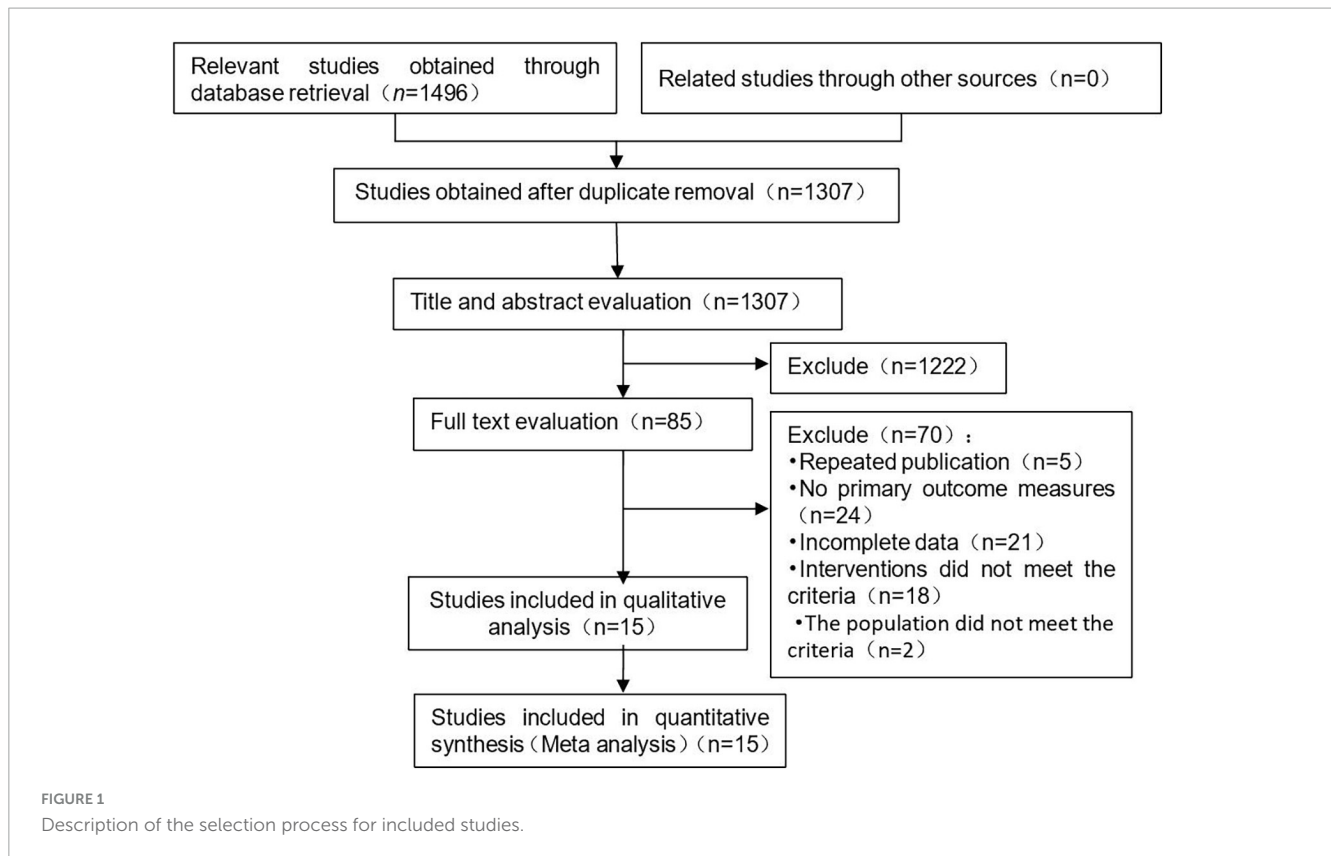 Relevant studies obtained through
database retrieval（n=1496）
Related studies through other sources（n=0）
Studies obtained after duplicate removal（n=1307）
Title and abstract evaluation（n=1307）
Exclude（n=1222）
Full text evaluation（n=85）
Exclude（n=70）：
•Repeated publication（n=5）
•No primary outcome measures
（n=24）
•Incomplete data（n=21）
•Interventions did not meet the
criteria（n=18）
•The population did not meet the
criteria（n=2）
Studies included in qualitative
analysis（n=15）
Studies included in quantitative
synthesis（Meta analysis）（n=15）
FIGURE 1
Description of the selection process for included studies.